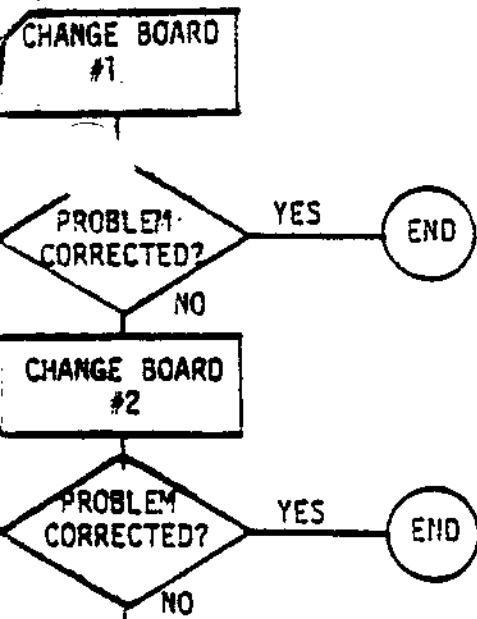 CHANGE BOARD
#1
PROBLEM
CORRECTED?
YES
END
NO
CHANGE BOARD
#2
PROBLEM
CORRECTED?
YES
END
NO